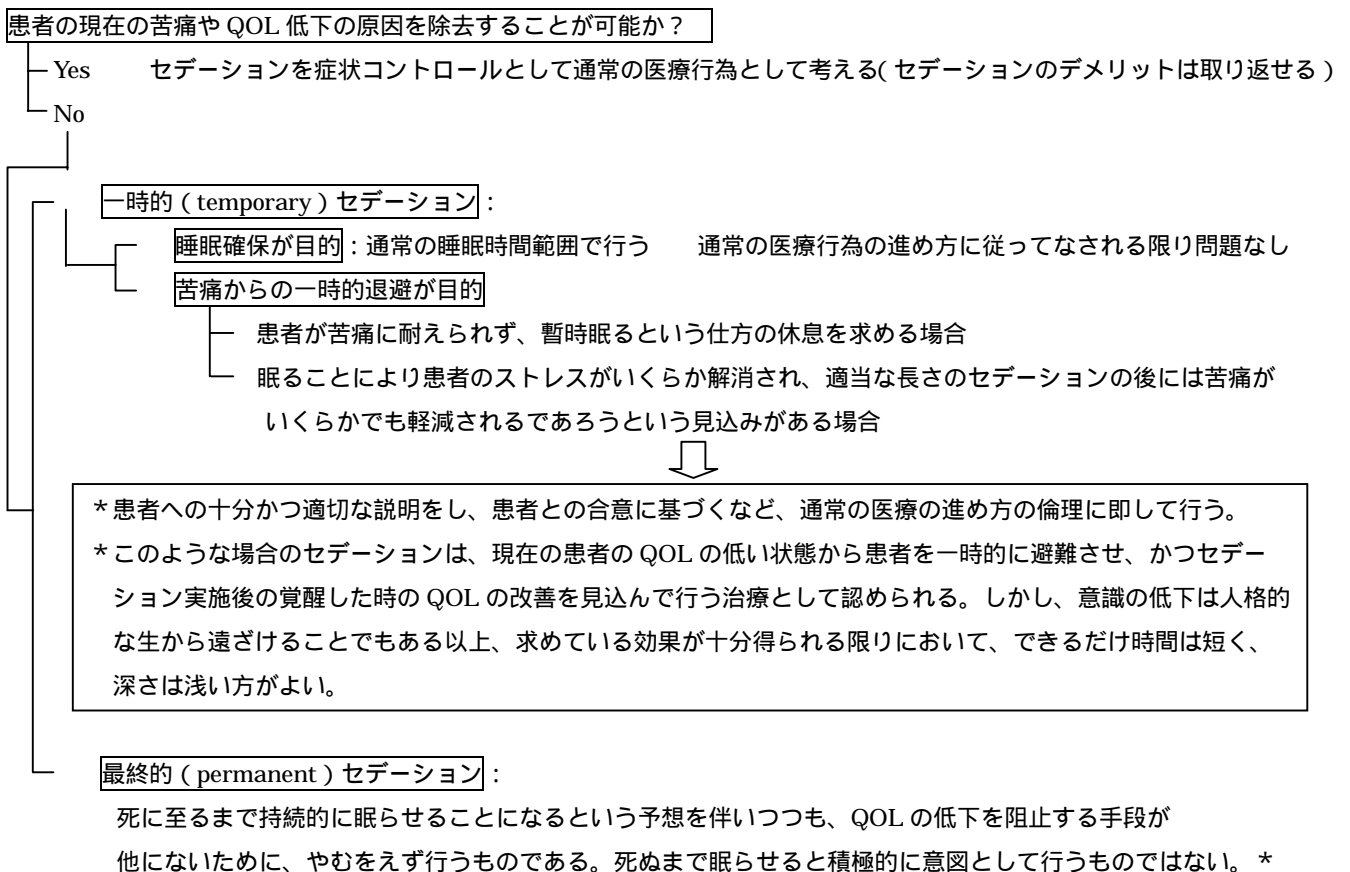 患者の現在の苦痛や QOL 低下の原因を除去することが可能か？
Yes セデーションを症状コントロールとして通常の医療行為として考える( セデーションのデメリットは取り返せる )
No
一時的 ( temporary ) セデーション：
睡眠確保が目的：通常の睡眠時間範囲で行う 通常の医療行為の進め方に従ってなされる限り問題なし
苦痛からの一時的退避が目的
患者が苦痛に耐えられず、暫時眠るという仕方の休息を求める場合
眠ることにより患者のストレスがいくらか解消され、適当な長さのセデーションの後には苦痛が
いくらかでも軽減されるであろうという見込みがある場合
＊患者への十分かつ適切な説明をし、患者との合意に基づくなど、通常の医療の進め方の倫理に即して行う。
＊このような場合のセデーションは、現在の患者の QOL の低い状態から患者を一時的に避難させ、かつセデー
ション実施後の覚醒した時の QOL の改善を見込んで行う治療として認められる。しかし、意識の低下は人格的
な生から遠ざけることでもある以上、求めている効果が十分得られる限りにおいて、できるだけ時間は短く、
深さは浅い方がよい。
最終的 ( permanent ) セデーション：
死に至るまで持続的に眠らせることになるという予想を伴いつつも、QOL の低下を阻止する手段が
他にないために、やむをえず行うものである。死ぬまで眠らせると積極的に意図として行うものではない。＊